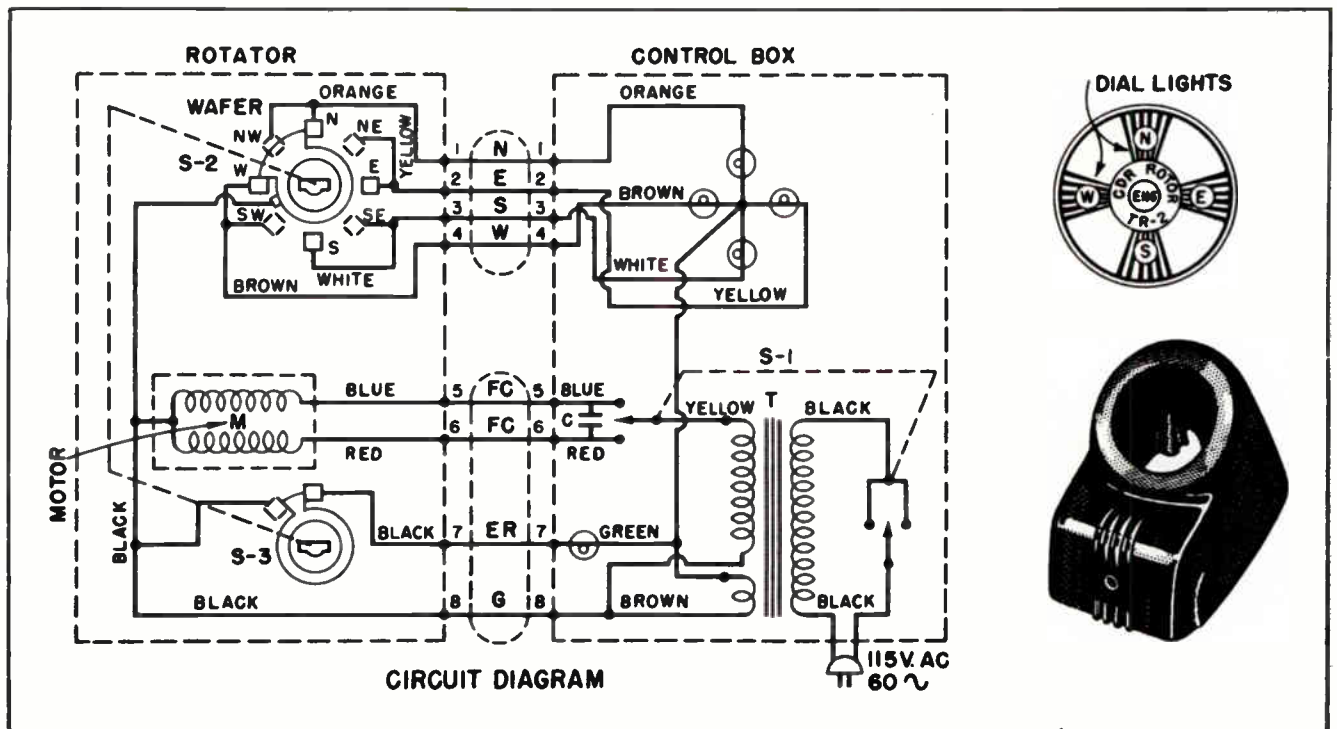 ROTATOR
CONTROL BOX
ORANGE
ORANGE
DIAL LIGHTS
WAFER
NW
N
NE
YELLOW
S-2
W
E
SW
SE
S
WHITE
BROWN
1 N 1
2 E 2
3 S 3
4 W 4
BROWN
WHITE
YELLOW
N
W
E
S
CDR ROTOR
END
TR-2
S-1
BLUE
5 FC 5
BLUE
M
C
YELLOW
T
BLACK
6 FC 6
RED
RED
MOTOR
BLACK
S-3
BLACK
7 ER 7
GREEN
BLACK
8 G 8
BROWN
BLACK
115V. AC
60 ~
CIRCUIT DIAGRAM